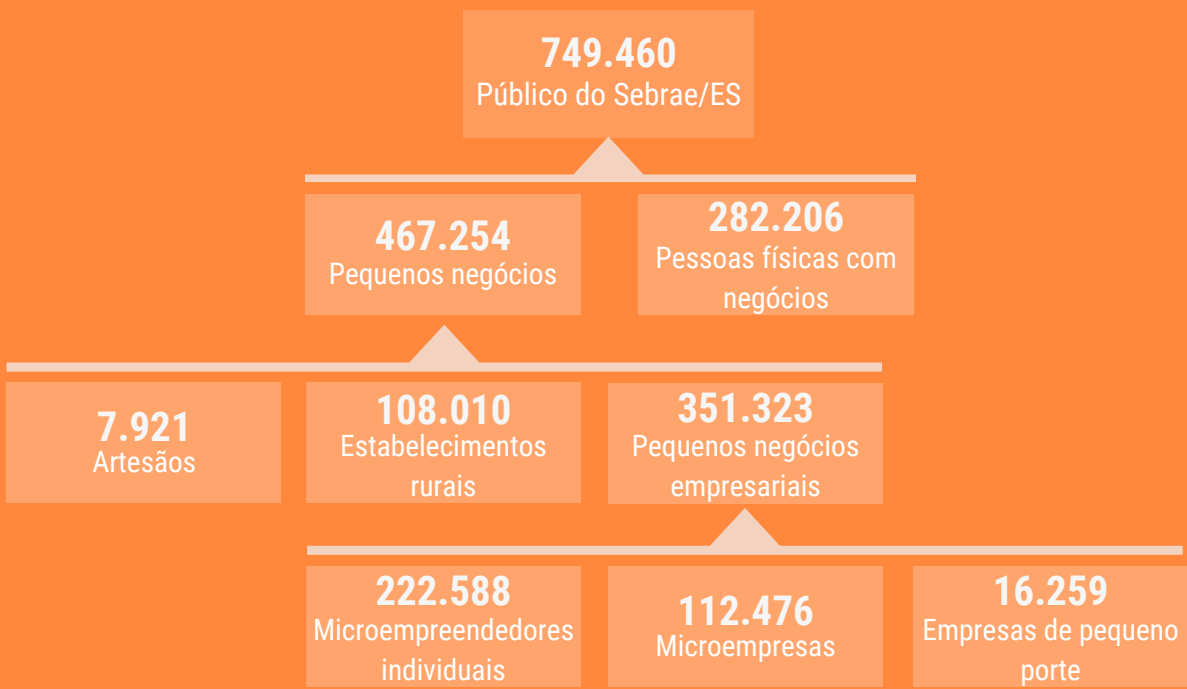 749.460
Público do Sebrae/ES
467.254
Pequenos negócios
282.206
Pessoas físicas com
negócios
7.921
Artesãos
108.010
Estabelecimentos
rurais
351.323
Pequenos negócios
empresariais
222.588
Microempreendedores
individuais
112.476
Microempresas
16.259
Empresas de pequeno
porte